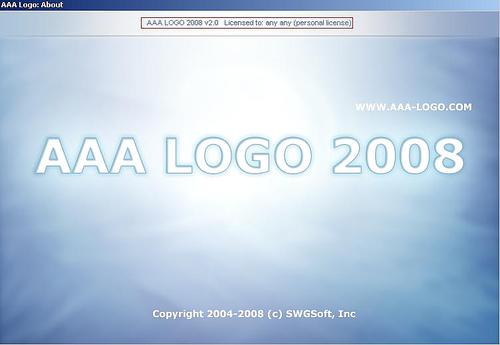 AAA Logo: About
AAA LOGO 2008 v2.0   Licensed to: any any (personal license)
WWW.AAA-LOGO.COM
AAA LOGO 2008
Copyright 2004-2008 (c) SWGSoft, Inc